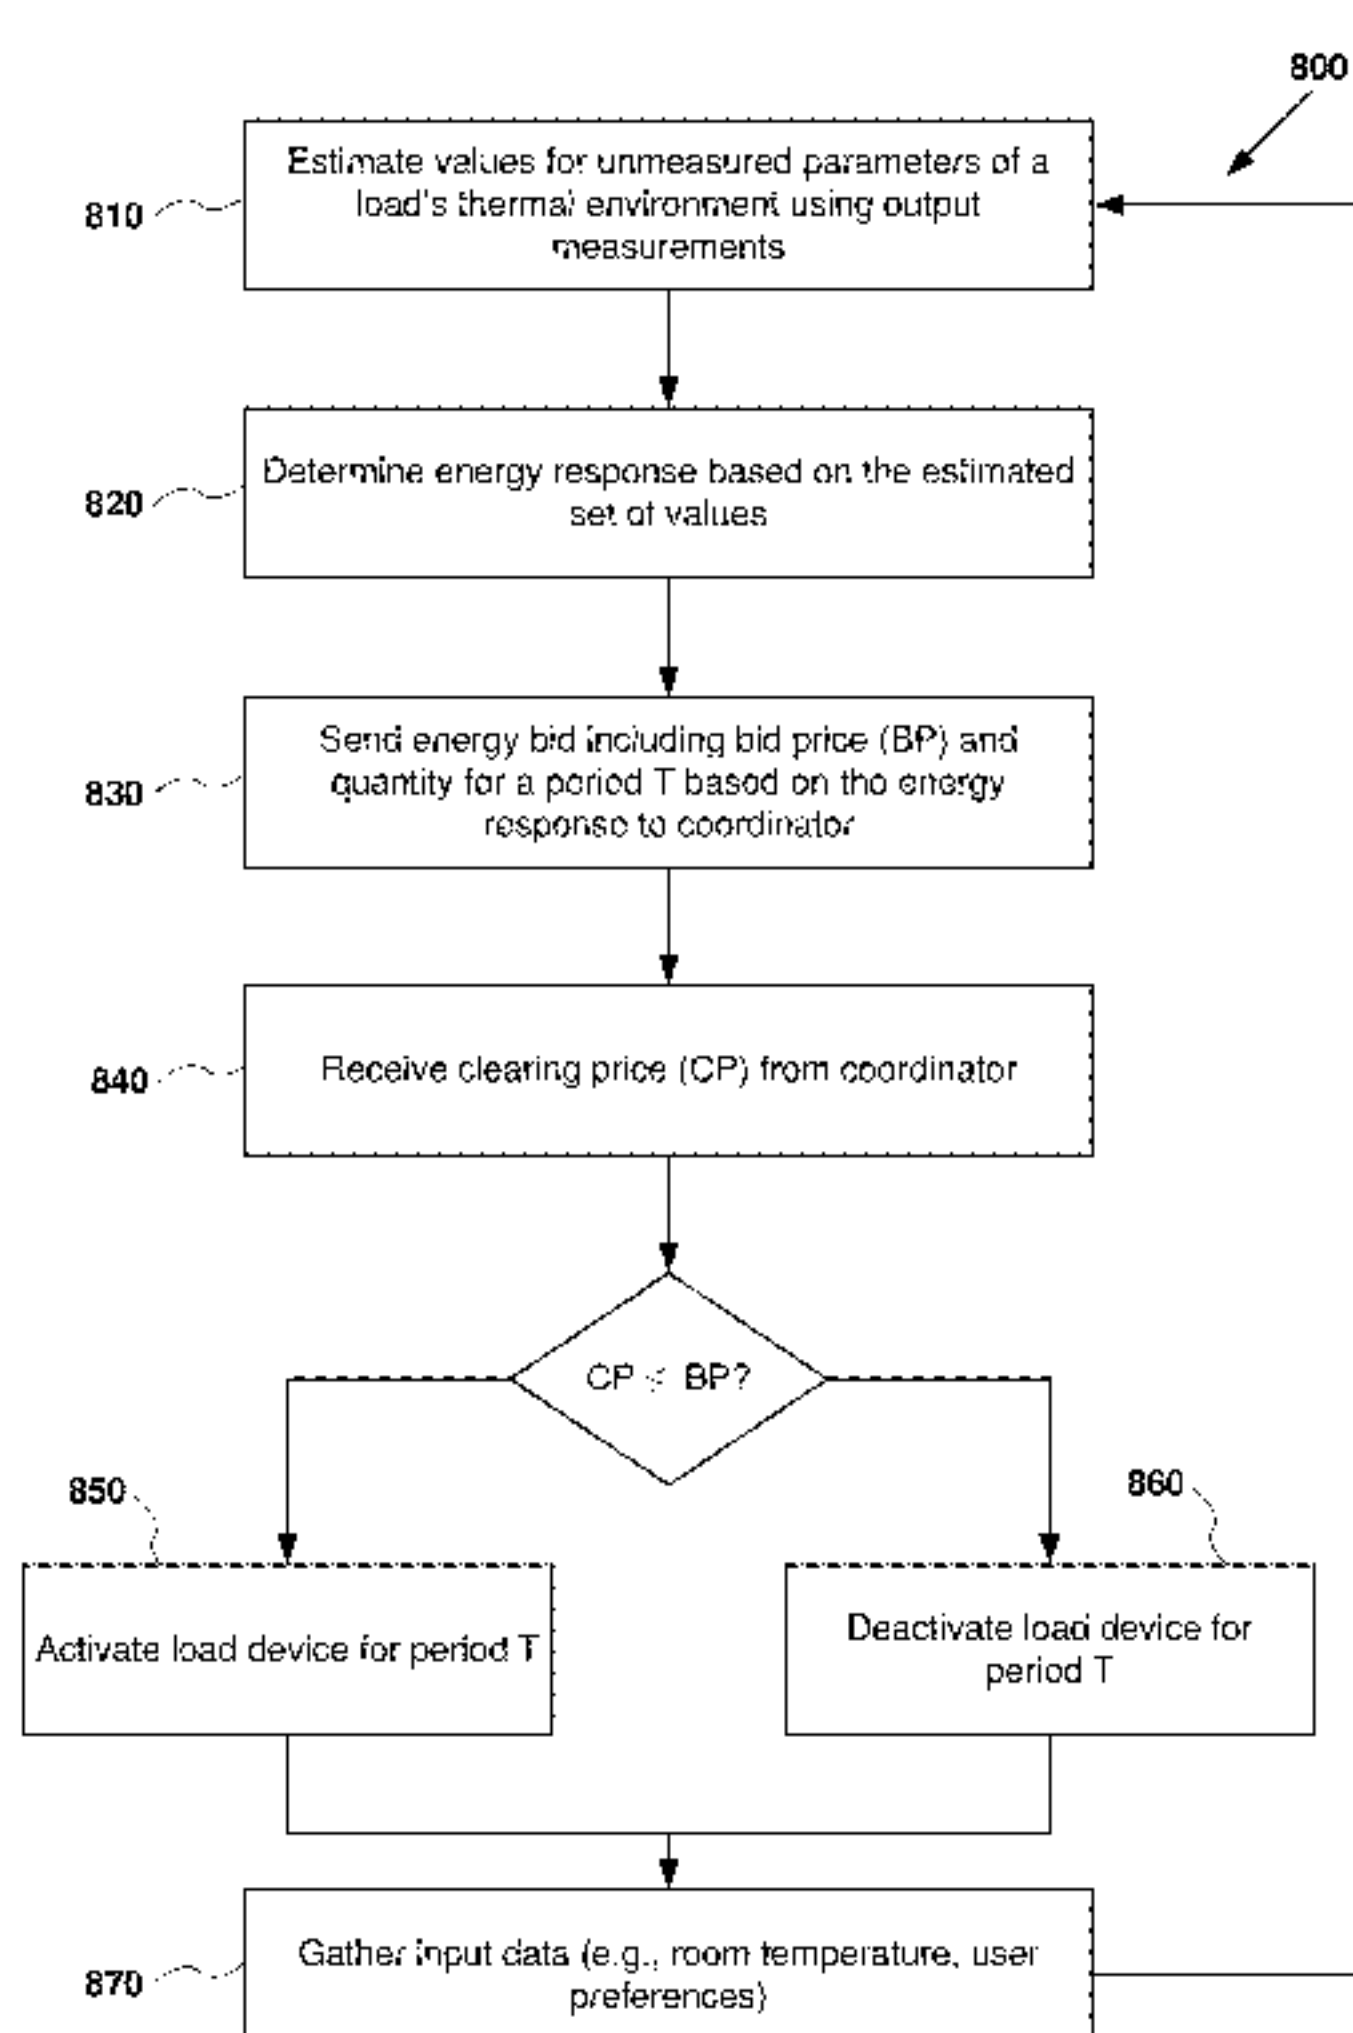 800
Estimate values for unmeasured parameters of a
load's thermal environment using output
measurements
810
Determine energy response based on the estimated
set of values
820
Send energy bid including bid price (BP) and
quantity for a period T based on the energy
response to coordinator
830
Receive clearing price (CP) from coordinator
840
CP < BP?
850
860
Activate load device for period T
Deactivate load device for
period T
Gather input data (e.g., room temperature, user
preferences)
870